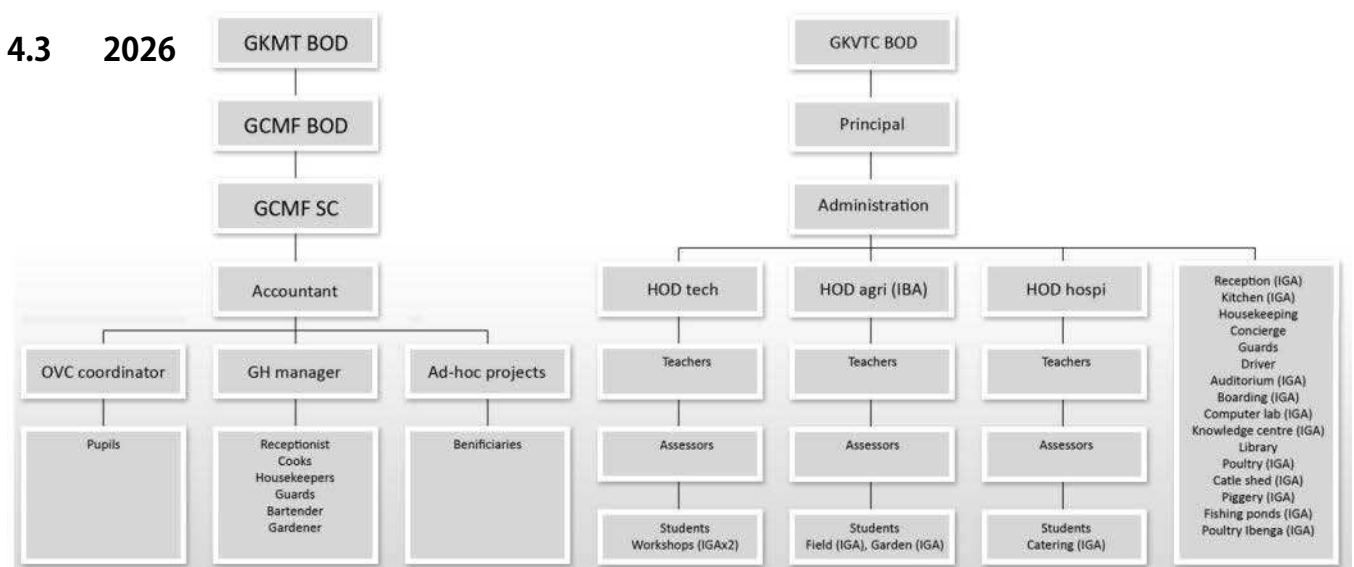 4.3 2026
GKMT BOD
GCMF BOD
GCMF SC
Accountant
OVC coordinator
GH manager
Ad-hoc projects
Pupils
Receptionist
Cooks
Housekeepers
Guards
Bartender
Gardener
Benificiaries
GKVTC BOD
Principal
Administration
HOD tech
HOD agri (IBA)
HOD hospi
Teachers
Teachers
Teachers
Assessors
Assessors
Assessors
Students
Workshops (IGAx2)
Students
Field (IGA), Garden (IGA)
Students
Catering (IGA)
Reception (IGA)
Kitchen (IGA)
Housekeeping
Concierge
Guards
Driver
Auditorium (IGA)
Boarding (IGA)
Computer lab (IGA)
Knowledge centre (IGA)
Library
Poultry (IGA)
Catle shed (IGA)
Piggery (IGA)
Fishing ponds (IGA)
Poultry Ibenga (IGA)